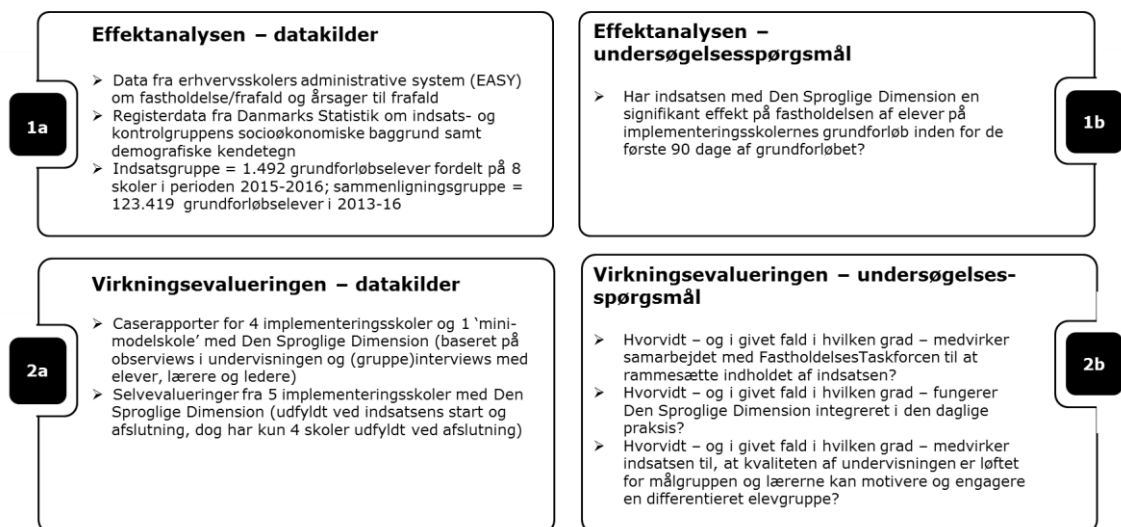 1a
Effektanalysen – datakilder
➢ Data fra erhvervsskolers administrative system (EASY)
om fastholdelse/frafald og årsager til frafald
➢ Registerdata fra Danmarks Statistik om indsats- og
kontrolgruppens socioøkonomiske baggrund samt
demografiske kendetegn
➢ Indsatsgruppe = 1.492 grundforløbselever fordelt på 8
skoler i perioden 2015-2016; sammenligningsgruppe =
123.419 grundforløbselever i 2013-16
Effektanalysen –
undersøgelsesspørgsmål
➢ Har indsatsen med Den Sproglige Dimension en
signifikant effekt på fastholdelsen af elever på
implementeringsskolernes grundforløb inden for de
første 90 dage af grundforløbet?
1b
2a
Virkningsevalueringen – datakilder
➢ Caserapporter for 4 implementeringsskoler og 1 ‘mini-
modelskole’ med Den Sproglige Dimension (baseret på
observiews i undervisningen og (gruppe)interviews med
elever, lærere og ledere)
➢ Selvevalueringer fra 5 implementeringsskoler med Den
Sproglige Dimension (udfyldt ved indsatsens start og
afslutning, dog har kun 4 skoler udfyldt ved afslutning)
Virkningsevalueringen – undersøgelses-
spørgsmål
➢ Hvorvidt – og i givet fald i hvilken grad – medvirker
samarbejdet med FastholdelsesTaskforcen til at
rammesætte indholdet af indsatsen?
➢ Hvorvidt – og i givet fald i hvilken grad – fungerer
Den Sproglige Dimension integreret i den daglige
praksis?
➢ Hvorvidt – og i givet fald i hvilken grad – medvirker
indsatsen til, at kvaliteten af undervisningen er løftet
for målgruppen og lærerne kan motivere og engagere
en differentieret elevgruppe?
2b